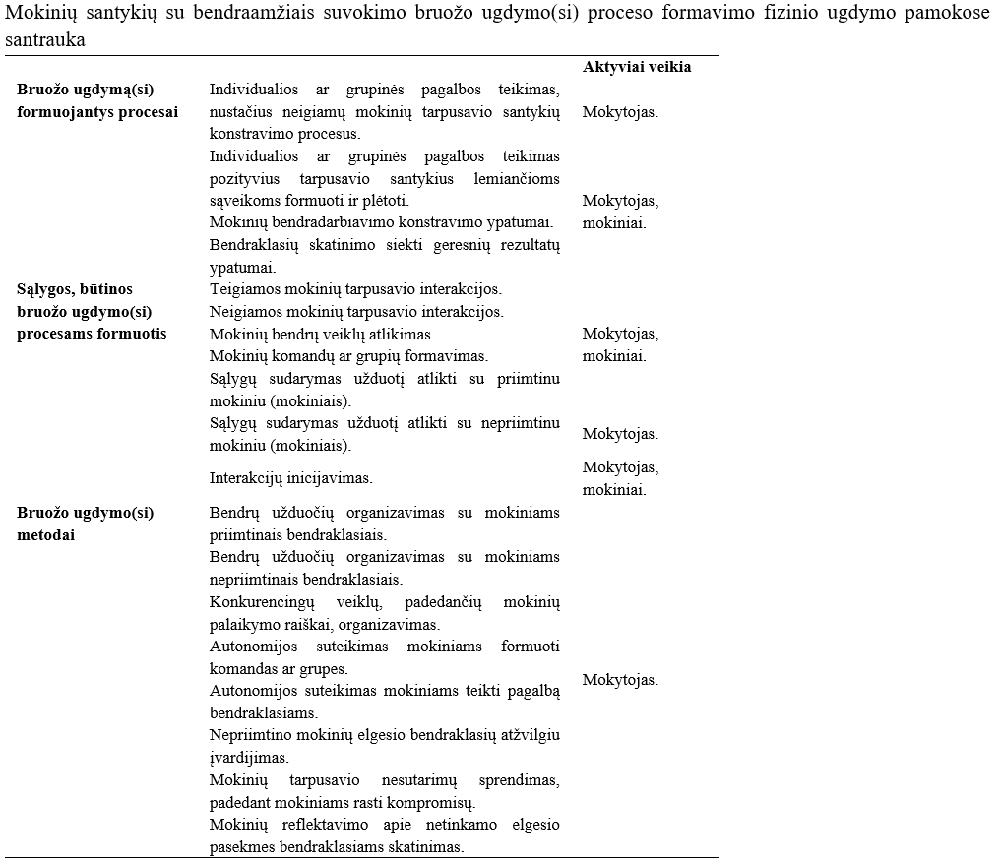 Mokinių santykių su bendraamžiais suvokimo bruožo ugdymo(si) proceso formavimo fizinio ugdymo pamokose
santrauka
Aktyviai veikia
Bruožo ugdymą(si)
formuojantys procesai
Individualios ar grupinės pagalbos teikimas,
nustačius neigiamų mokinių tarpusavio santykių
konstravimo procesus.
Mokytojas.
Individualios ar grupinės pagalbos teikimas
pozityvius tarpusavio santykius lemiančioms
sąveikoms formuoti ir plėtoti.
Mokinių bendradarbiavimo konstravimo ypatumai.
Bendraklasių skatinimo siekti geresnių rezultatų
ypatumai.
Mokytojas,
mokiniai.
Sąlygos, būtinos
bruožo ugdymo(si)
procesams formuotis
Teigiamos mokinių tarpusavio interakcijos.
Neigiamos mokinių tarpusavio interakcijos.
Mokinių bendrų veiklų atlikimas.
Mokinių komandų ar grupių formavimas.
Sąlygų sudarymas užduotį atlikti su priimtinu
mokiniu (mokiniais).
Mokytojas,
mokiniai.
Sąlygų sudarymas užduotį atlikti su nepriimtinu
mokiniu (mokiniais).
Mokytojas.
Interakcijų inicijavimas.
Mokytojas,
mokiniai.
Bruožo ugdymo(si)
metodai
Bendrų užduočių organizavimas su mokiniams
priimtinais bendraklasiais.
Bendrų užduočių organizavimas su mokiniams
nepriimtinais bendraklasiais.
Konkurencingų veiklų, padedančių mokinių
palaikymo raiškai, organizavimas.
Autonomijos suteikimas mokiniams formuoti
komandas ar grupes.
Autonomijos suteikimas mokiniams teikti pagalbą
bendraklasiams.
Nepriimtino mokinių elgesio bendraklasių atžvilgiu
įvardijimas.
Mokinių tarpusavio nesutarimų sprendimas,
padedant mokiniams rasti kompromisų.
Mokinių reflektavimo apie netinkamo elgesio
pasekmes bendraklasiams skatinimas.
Mokytojas.